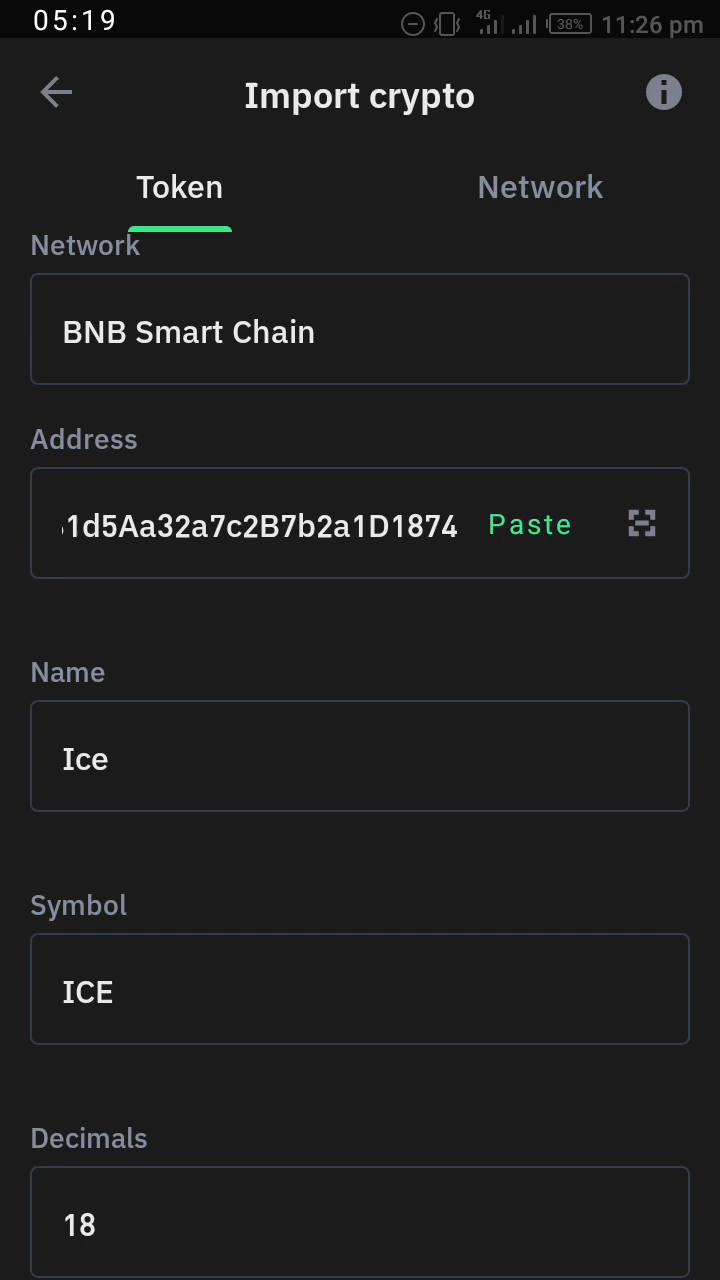 05:19
4G
38%
11:26 pm
Import crypto
Token
Network
Network
BNB Smart Chain
Address
1d5Aa32a7c2B7b2a1D1874
Paste
Name
Ice
Symbol
ICE
Decimals
18